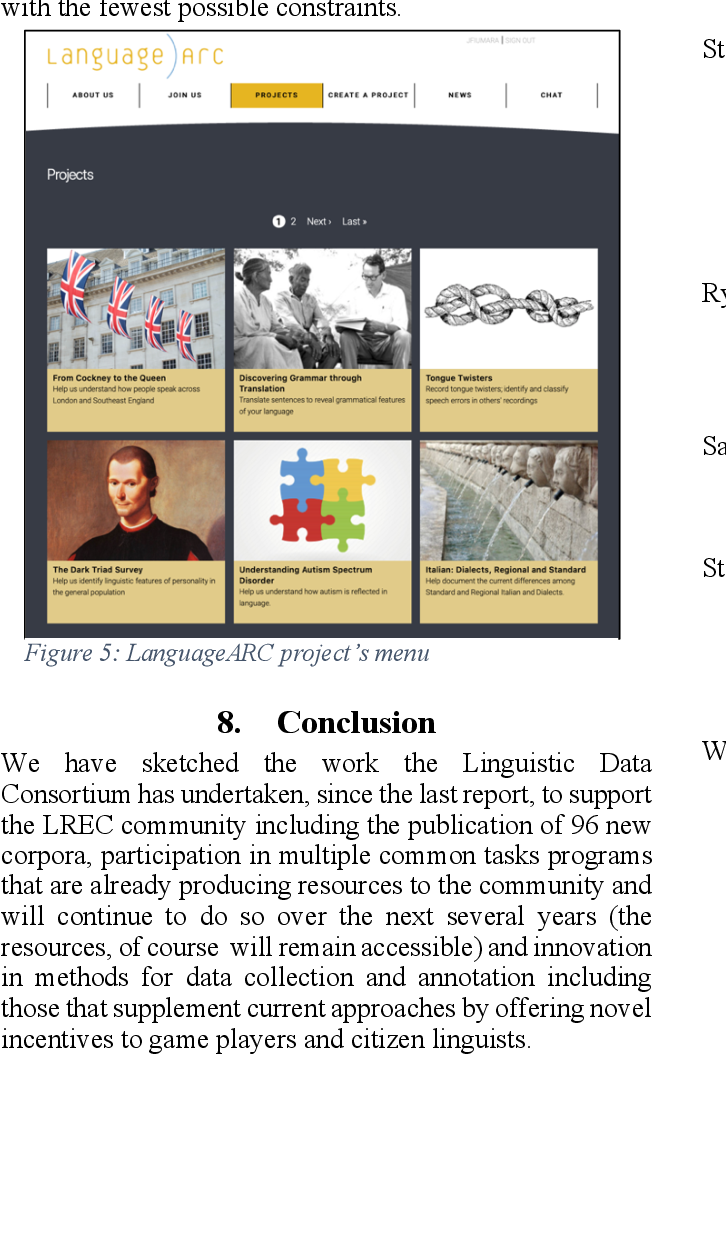 with the fewest possible constraints.
Language ARC
JFIUMARA | SIGN OUT
ABOUT US JOIN US PROJECTS CREATE A PROJECT NEWS CHAT
Projects
1 2 Next › Last »
From Cockney to the Queen
Help us understand how people speak across
London and Southeast England
Discovering Grammar through
Translation
Translate sentences to reveal grammatical features
of your language
Tongue Twisters
Record tongue twisters; identify and classify
speech errors in others' recordings
The Dark Triad Survey
Help us identify linguistic features of personality in
the general population
Understanding Autism Spectrum
Disorder
Help us understand how autism is reflected in
language.
Italian: Dialects, Regional and Standard
Help document the current differences among
Standard and Regional Italian and Dialects.
Figure 5: LanguageARC project's menu
8. Conclusion
We have sketched the work the Linguistic Data
Consortium has undertaken, since the last report, to support
the LREC community including the publication of 96 new
corpora, participation in multiple common tasks programs
that are already producing resources to the community and
will continue to do so over the next several years (the
resources, of course will remain accessible) and innovation
in methods for data collection and annotation including
those that supplement current approaches by offering novel
incentives to game players and citizen linguists.
St
Ry
Sa
St
W